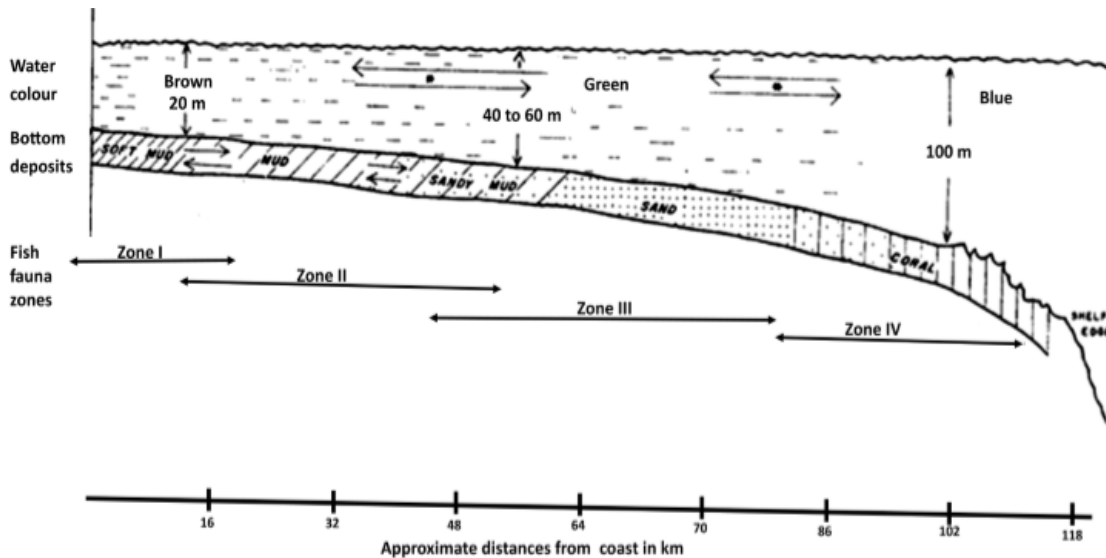 Water
colour
Brown
20 m
Green
Blue
40 to 60 m
100 m
Bottom
deposits
SOFT MUD
MUD
SANDY MUD
SAND
CORAL
SHELF
Fish
fauna
zones
Zone I
Zone II
Zone III
Zone IV
16 32 48 64 70 86 102 118
Approximate distances from coast in km